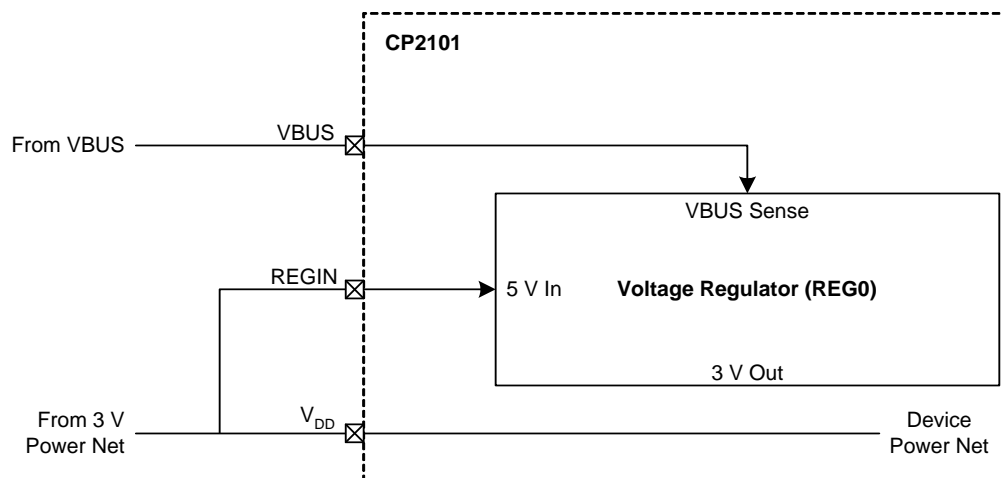 CP2101
From VBUS
VBUS
VBUS Sense
REGIN
5 V In
Voltage Regulator (REG0)
3 V Out
From 3 V
Power Net
VDD
Device
Power Net